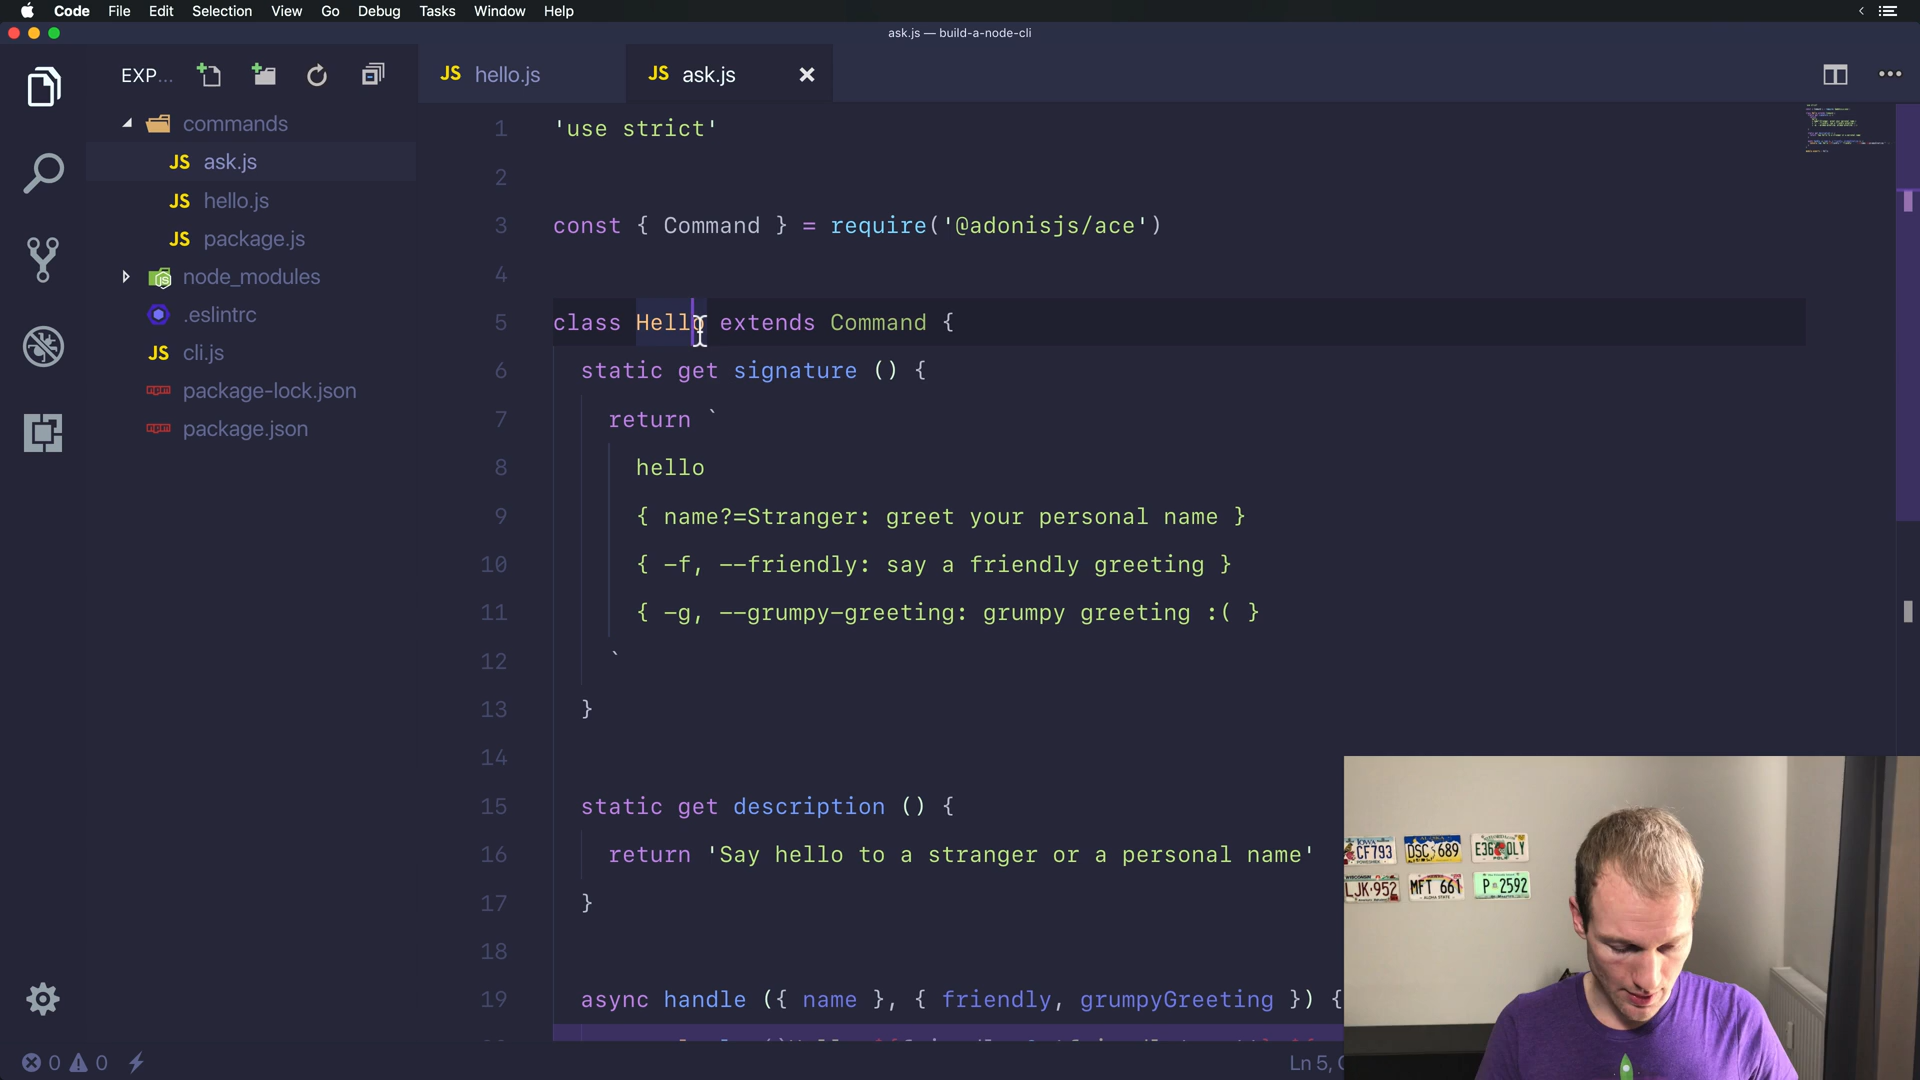 Code File Edit Selection View Go Debug Tasks Window Help
ask.js — build-a-node-cli
EXP...
JS hello.js
JS ask.js
commands
JS ask.js
JS hello.js
JS package.js
node_modules
.eslintrc
JS cli.js
package-lock.json
package.json
1 'use strict'
2
3 const { Command } = require('@adonisjs/ace')
4
5 class Hello extends Command {
6 static get signature () {
7 return `
8 hello
9 { name?=Stranger: greet your personal name }
10 { -f, --friendly: say a friendly greeting }
11 { -g, --grumpy-greeting: grumpy greeting :( }
12 `
13 }
14
15 static get description () {
16 return 'Say hello to a stranger or a personal name'
17 }
18
19 async handle ({ name }, { friendly, grumpyGreeting }) {
0 0
Ln 5,
CF793 DSC 689 E36 OLY
LJK-952 MFT 661 P 2592